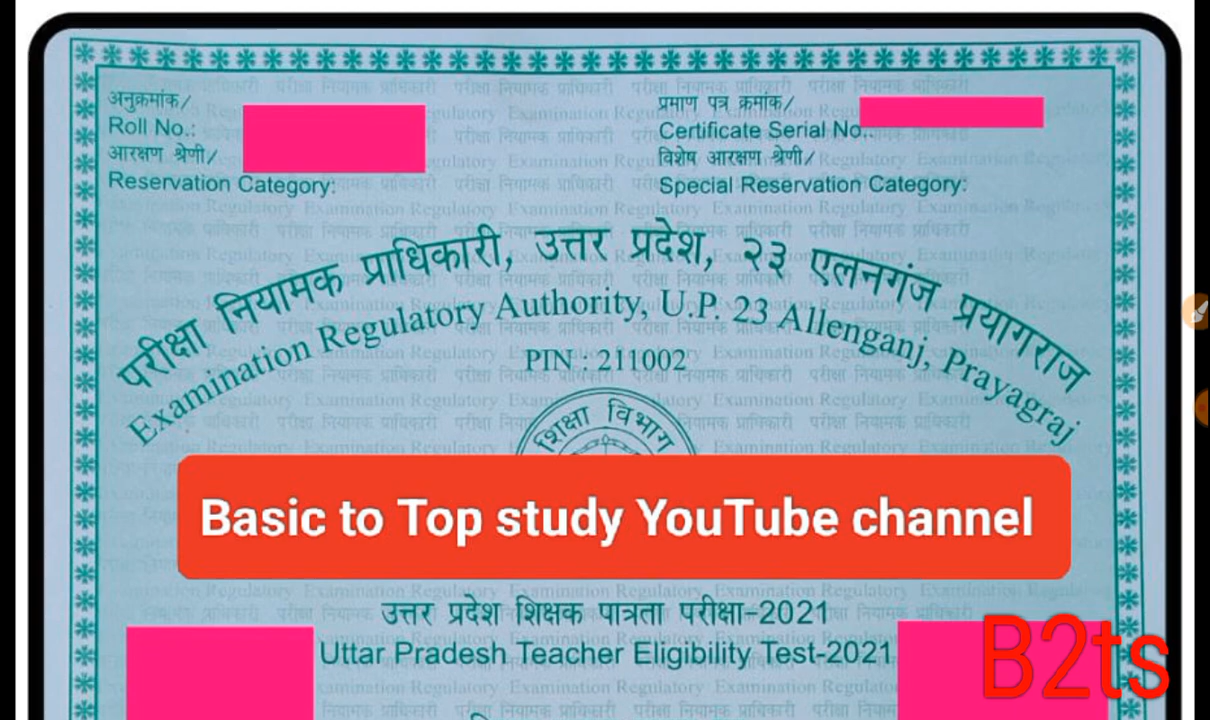 अनुक्रमांक/
Roll No.:
आरक्षण श्रेणी/
Reservation Category:
प्रमाण पत्र क्रमांक/
Certificate Serial No.:
विशेष आरक्षण श्रेणी/
Special Reservation Category:
परीक्षा नियामक प्राधिकारी, उत्तर प्रदेश, २३ एलनगंज प्रयागराज
Examination Regulatory Authority, U.P. 23 Allenganj, Prayagraj
PIN : 211002
शिक्षा विभाग
Basic to Top study YouTube channel
उत्तर प्रदेश शिक्षक पात्रता परीक्षा-2021
Uttar Pradesh Teacher Eligibility Test-2021
B2ts